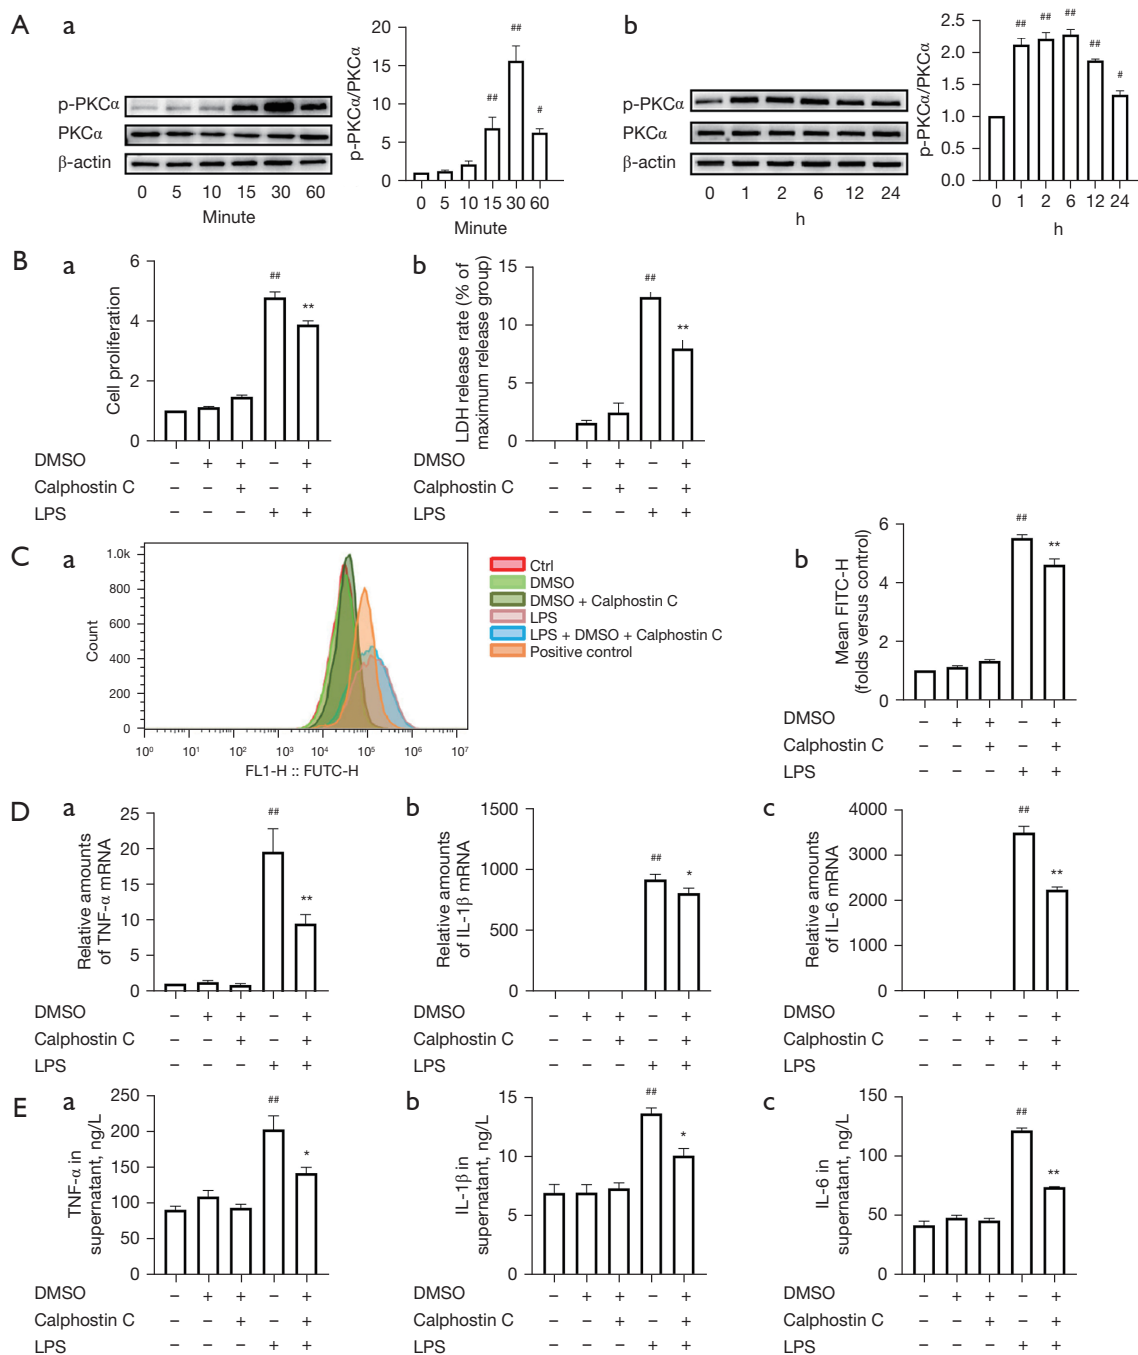 A
a
p-PKCα
PKCα
β-actin
0 5 10 15 30 60
Minute
p-PKCα/PKCα
20
15
10
5
0
## ## #
0 5 10 15 30 60
Minute
b
p-PKCα
PKCα
β-actin
0 1 2 6 12 24
h
p-PKCα/PKCα
2.5
2.0
1.5
1.0
0.5
0.0
## ## ## ## #
0 1 2 6 12 24
h
B
a
Cell proliferation
6
4
2
0
## **
DMSO − + + − +
Calphostin C − − + − +
LPS − − − + +
b
LDH release rate (% of
maximum release group)
15
10
5
0
## **
− + + − +
− − + − +
− − − + +
C
a
Count
1.0k
800
600
400
200
0
10⁰ 10¹ 10² 10³ 10⁴ 10⁵ 10⁶ 10⁷
FL1-H :: FUTC-H
Ctrl
DMSO
DMSO + Calphostin C
LPS
LPS + DMSO + Calphostin C
Positive control
b
Mean FITC-H
(folds versus control)
6
4
2
0
## **
DMSO − + + − +
Calphostin C − − + − +
LPS − − − + +
D
a
Relative amounts
of TNF-α mRNA
25
20
15
10
5
0
## **
DMSO − + + − +
Calphostin C − − + − +
LPS − − − + +
b
Relative amounts
of IL-1β mRNA
1500
1000
500
0
## *
DMSO − + + − +
Calphostin C − − + − +
LPS − − − + +
c
Relative amounts
of IL-6 mRNA
4000
3000
2000
1000
0
## **
DMSO − + + − +
Calphostin C − − + − +
LPS − − − + +
E
a
TNF-α in
supernatant, ng/L
250
200
150
100
50
0
## *
DMSO − + + − +
Calphostin C − − + − +
LPS − − − + +
b
IL-1β in
supernatant, ng/L
15
10
5
0
## *
DMSO − + + − +
Calphostin C − − + − +
LPS − − − + +
c
IL-6 in
supernatant, ng/L
150
100
50
0
## **
DMSO − + + − +
Calphostin C − − + − +
LPS − − − + +